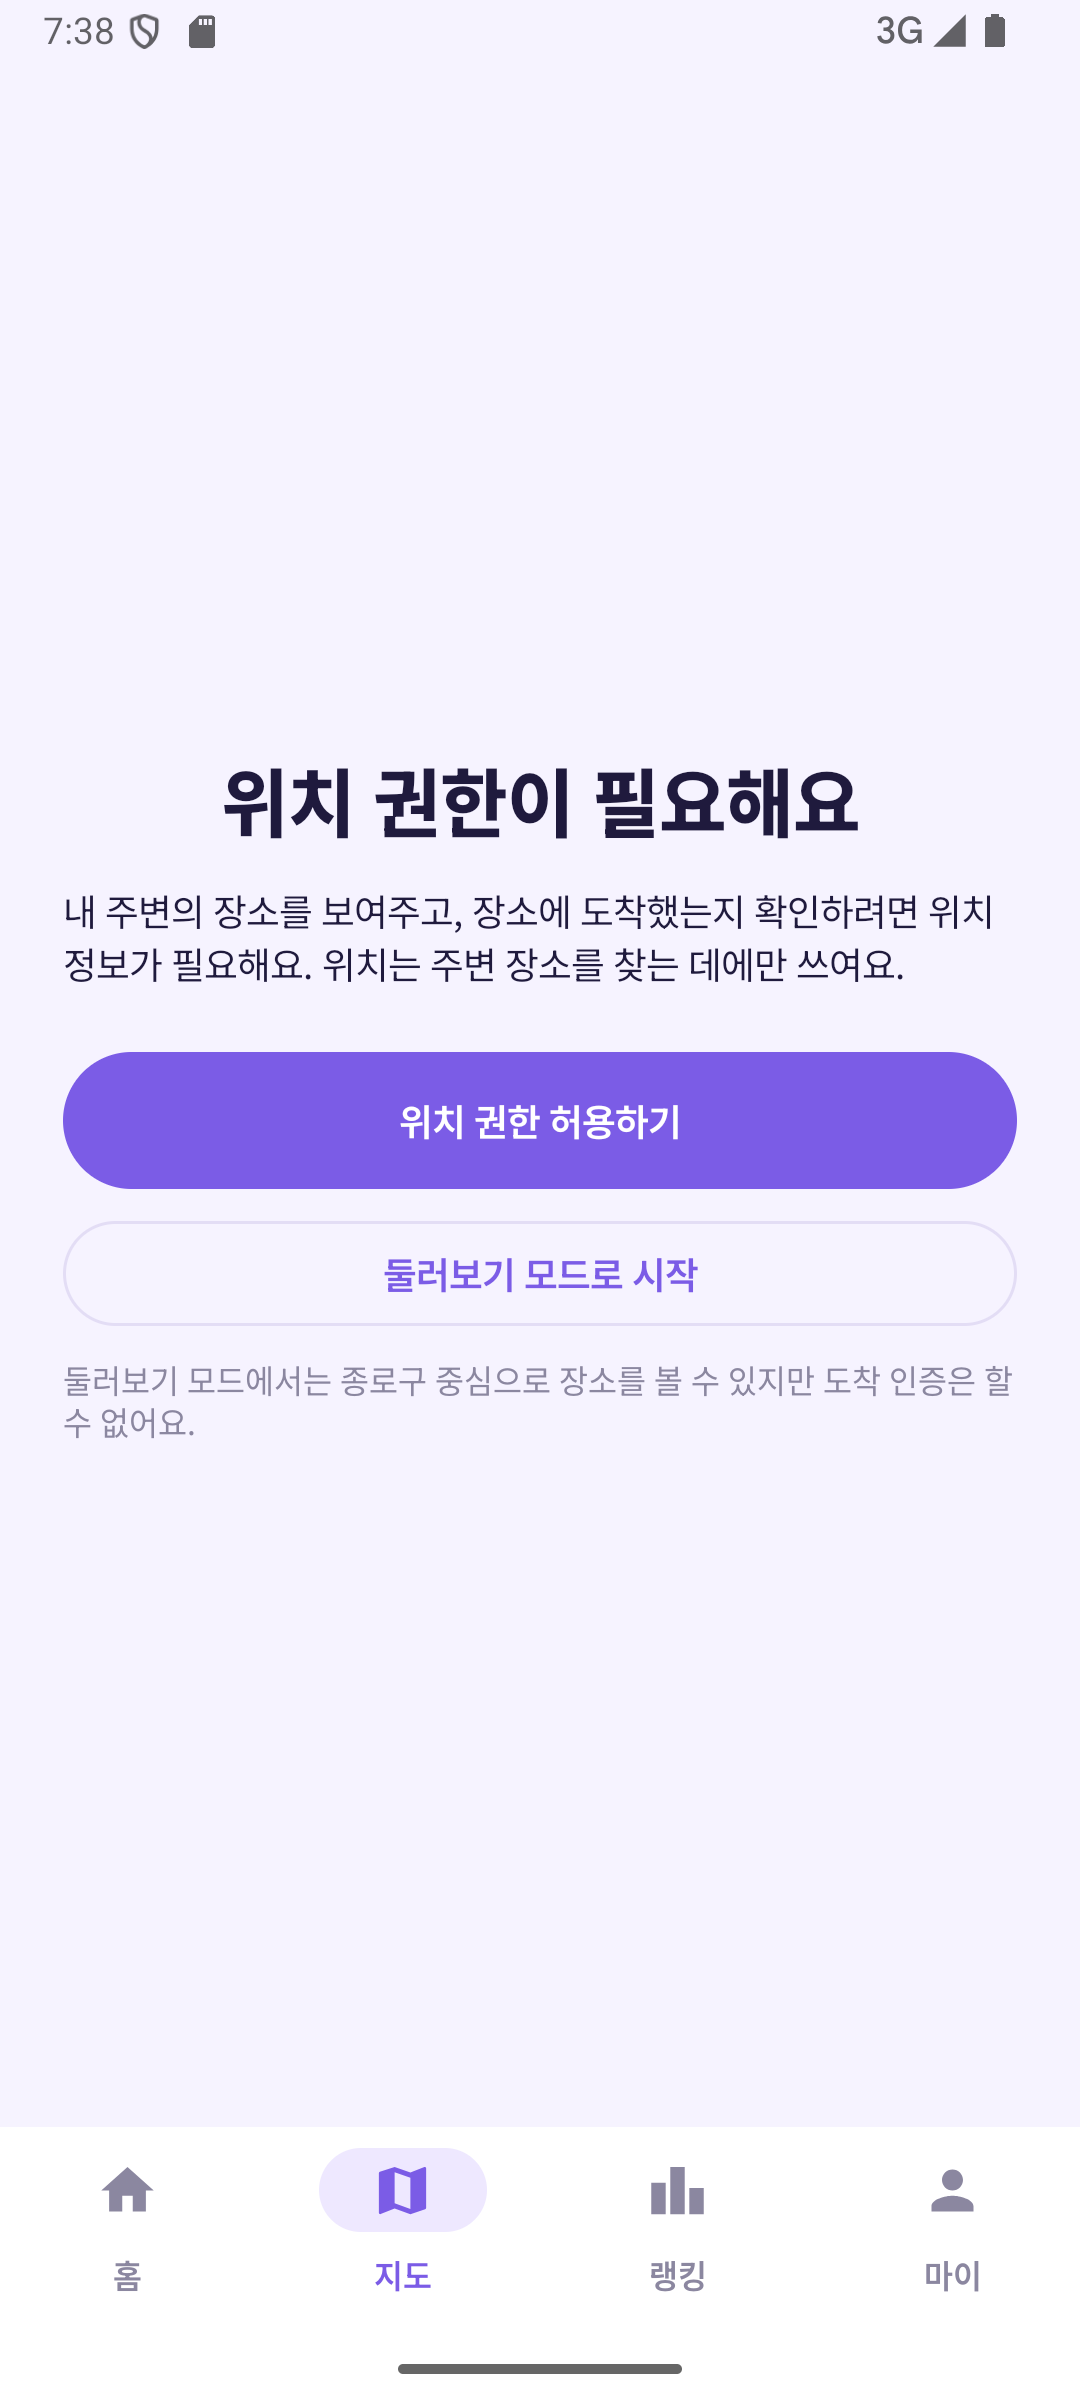 7:38
3G
위치 권한이 필요해요
내 주변의 장소를 보여주고, 장소에 도착했는지 확인하려면 위치
정보가 필요해요. 위치는 주변 장소를 찾는 데에만 쓰여요.
위치 권한 허용하기
둘러보기 모드로 시작
둘러보기 모드에서는 종로구 중심으로 장소를 볼 수 있지만 도착 인증은 할
수 없어요.
홈
지도
랭킹
마이